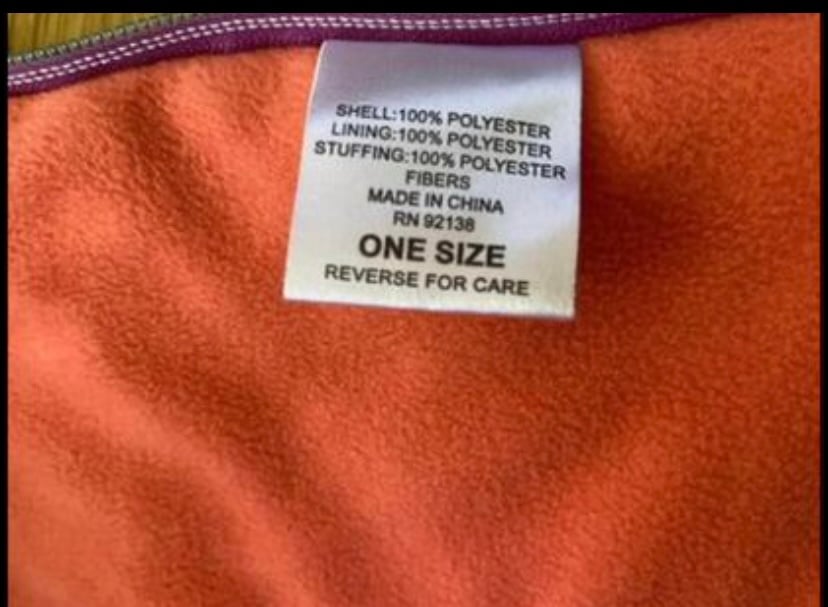 SHELL:100% POLYESTER
LINING:100% POLYESTER
STUFFING:100% POLYESTER
FIBERS
MADE IN CHINA
RN 92138
ONE SIZE
REVERSE FOR CARE